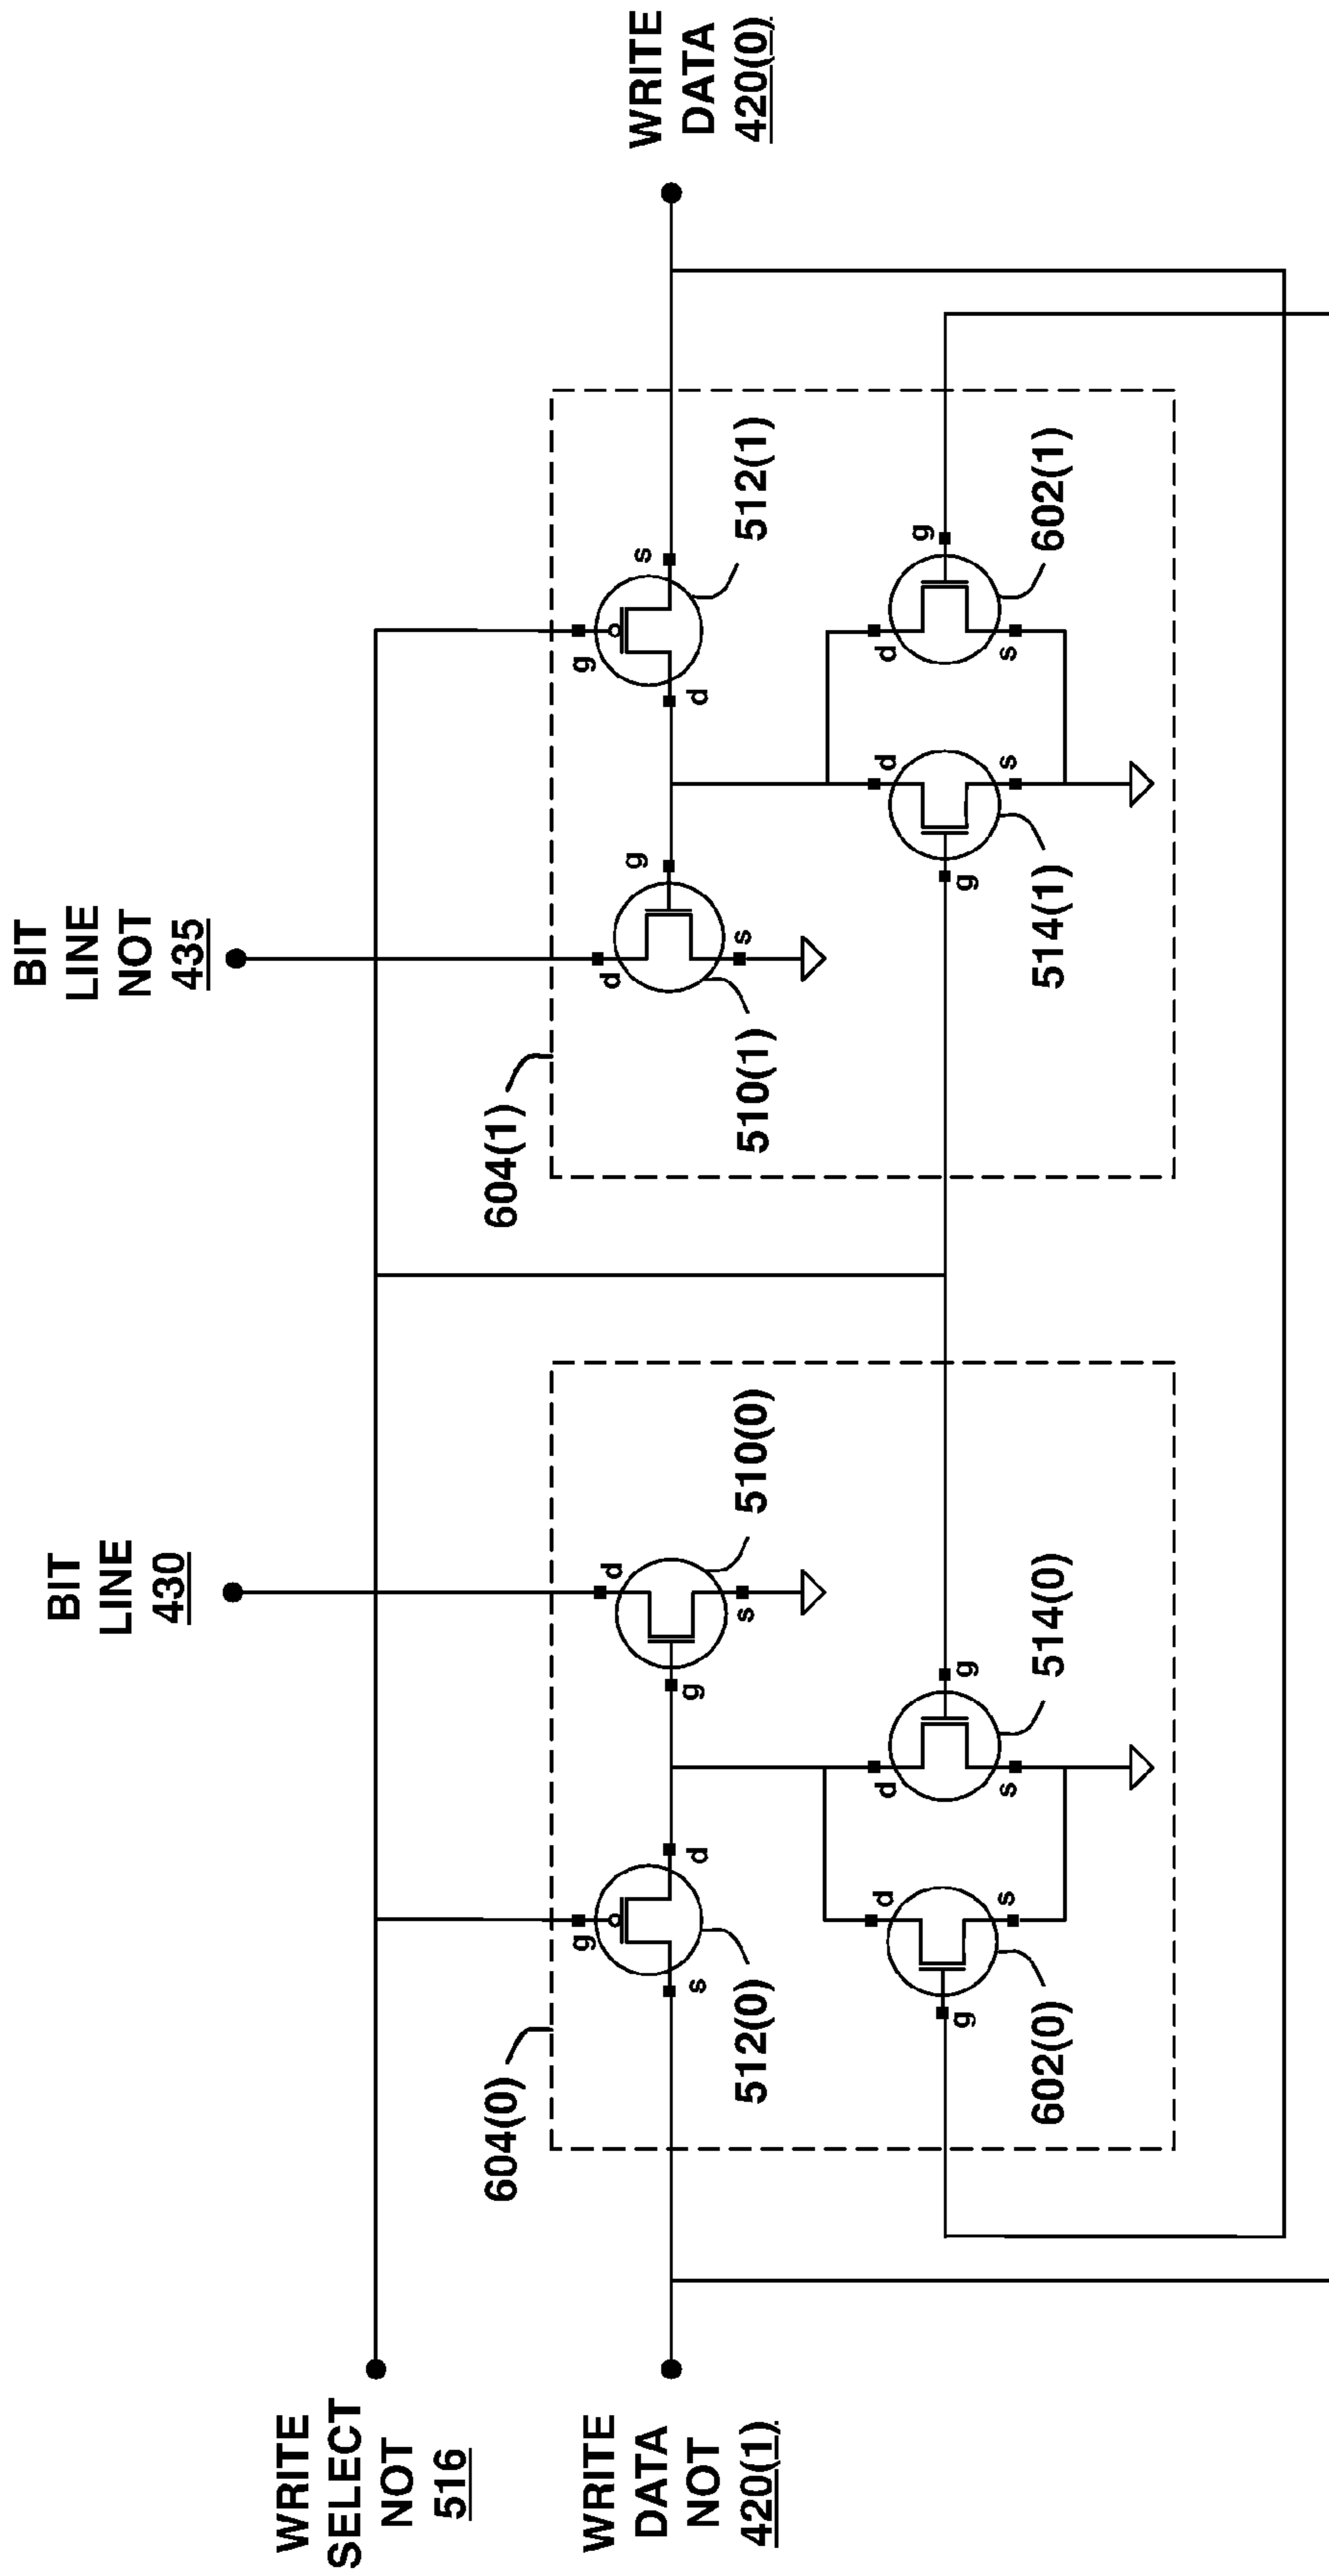 BIT
LINE
NOT
435
BIT
LINE
430
WRITE
SELECT
NOT
516
WRITE
DATA
NOT
420(1)
WRITE
DATA
420(0)
604(0)
604(1)
g
s
d
512(0)
g
d
s
510(0)
d
g
s
602(0)
d
g
s
514(0)
d
g
s
510(1)
g
d
s
512(1)
d
g
s
514(1)
d
g
s
602(1)